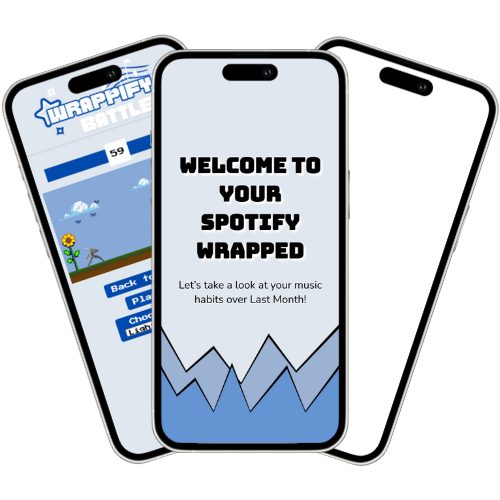 WRAPPIFY
BATTLE
59
Back to
Pla
Choo
Ligh
WELCOME TO
YOUR
SPOTIFY
WRAPPED
Let's take a look at your music
habits over Last Month!